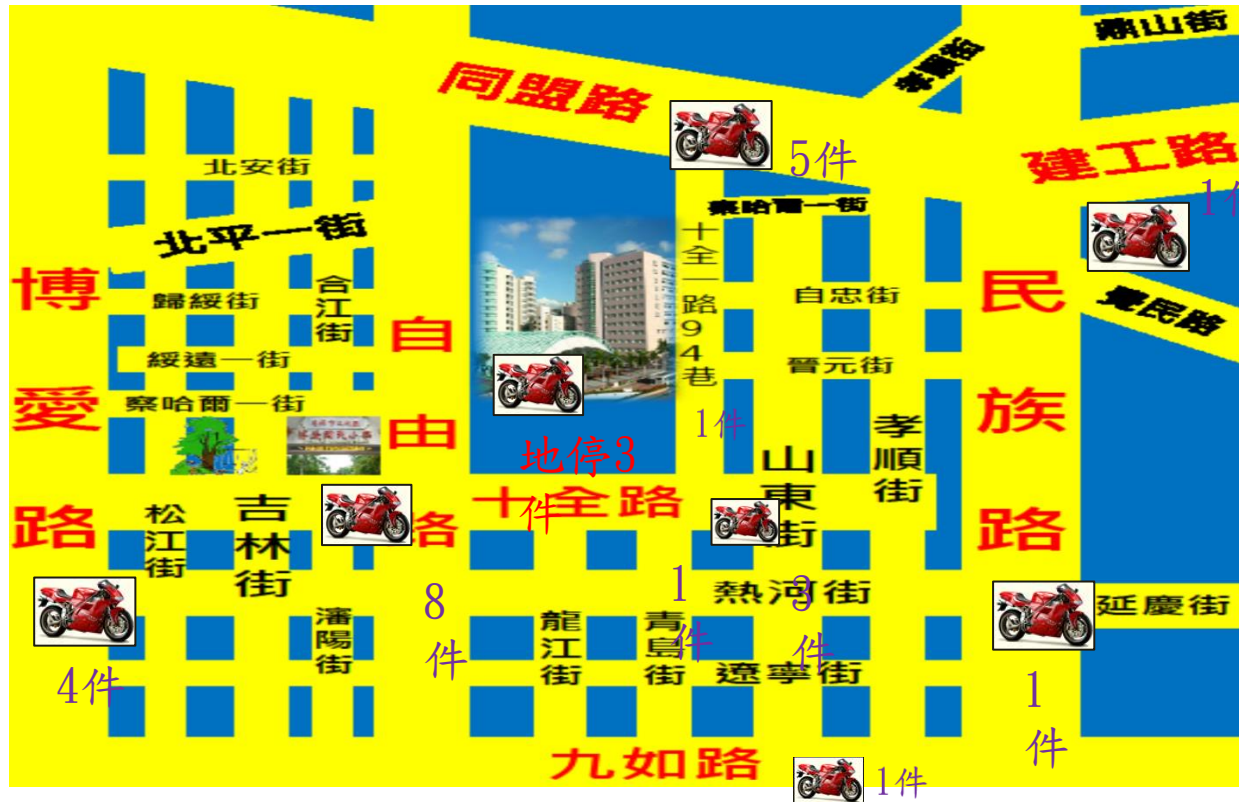 鼎山街
孝順街
同盟路
建工路
5件
北安街
察哈爾一街
1件
北平一街
十全一路94巷
博愛路
歸綏街
合江街
自由路
自忠街
民族路
覺民路
綏遠一街
晉元街
察哈爾一街
1件
孝順街
地停3件
山東街
十全路
松江街
吉林街
8件
1件
熱河街
3件
延慶街
瀋陽街
龍江街
青島街
遼寧街
4件
1件
九如路
1件